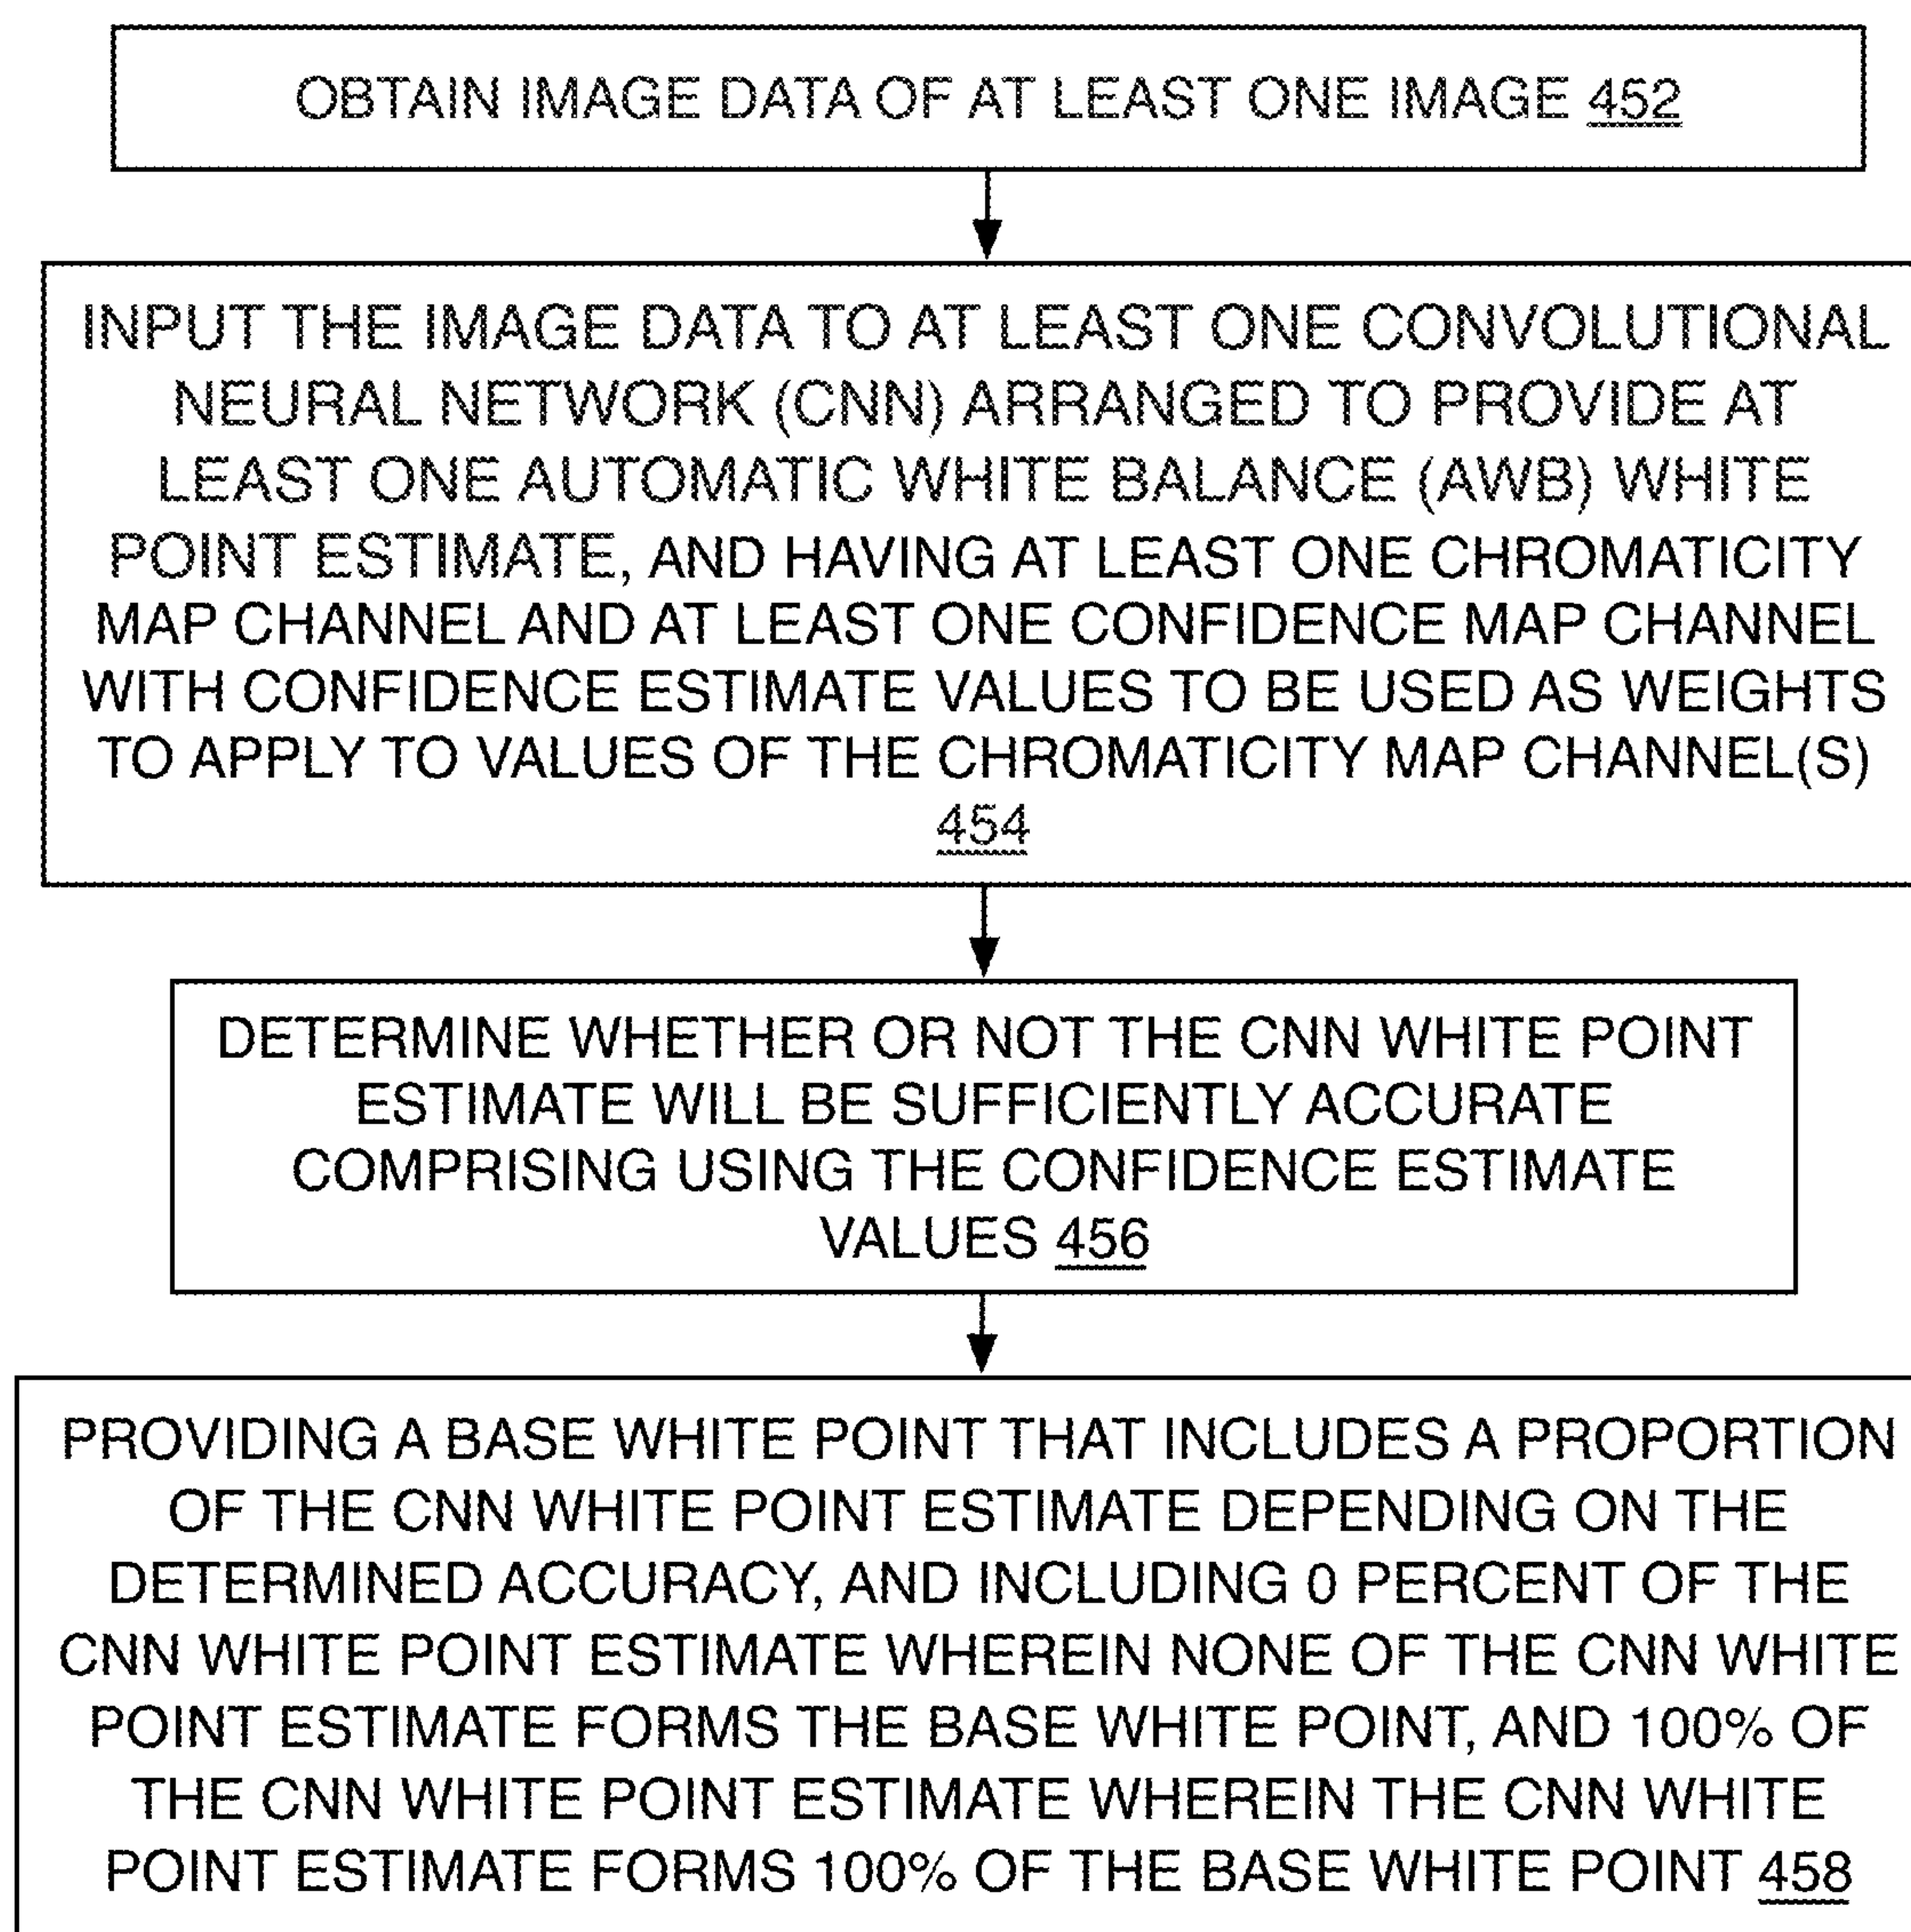 OBTAIN IMAGE DATA OF AT LEAST ONE IMAGE 452
INPUT THE IMAGE DATA TO AT LEAST ONE CONVOLUTIONAL
NEURAL NETWORK (CNN) ARRANGED TO PROVIDE AT
LEAST ONE AUTOMATIC WHITE BALANCE (AWB) WHITE
POINT ESTIMATE, AND HAVING AT LEAST ONE CHROMATICITY
MAP CHANNEL AND AT LEAST ONE CONFIDENCE MAP CHANNEL
WITH CONFIDENCE ESTIMATE VALUES TO BE USED AS WEIGHTS
TO APPLY TO VALUES OF THE CHROMATICITY MAP CHANNEL(S)
454
DETERMINE WHETHER OR NOT THE CNN WHITE POINT
ESTIMATE WILL BE SUFFICIENTLY ACCURATE
COMPRISING USING THE CONFIDENCE ESTIMATE
VALUES 456
PROVIDING A BASE WHITE POINT THAT INCLUDES A PROPORTION
OF THE CNN WHITE POINT ESTIMATE DEPENDING ON THE
DETERMINED ACCURACY, AND INCLUDING 0 PERCENT OF THE
CNN WHITE POINT ESTIMATE WHEREIN NONE OF THE CNN WHITE
POINT ESTIMATE FORMS THE BASE WHITE POINT, AND 100% OF
THE CNN WHITE POINT ESTIMATE WHEREIN THE CNN WHITE
POINT ESTIMATE FORMS 100% OF THE BASE WHITE POINT 458